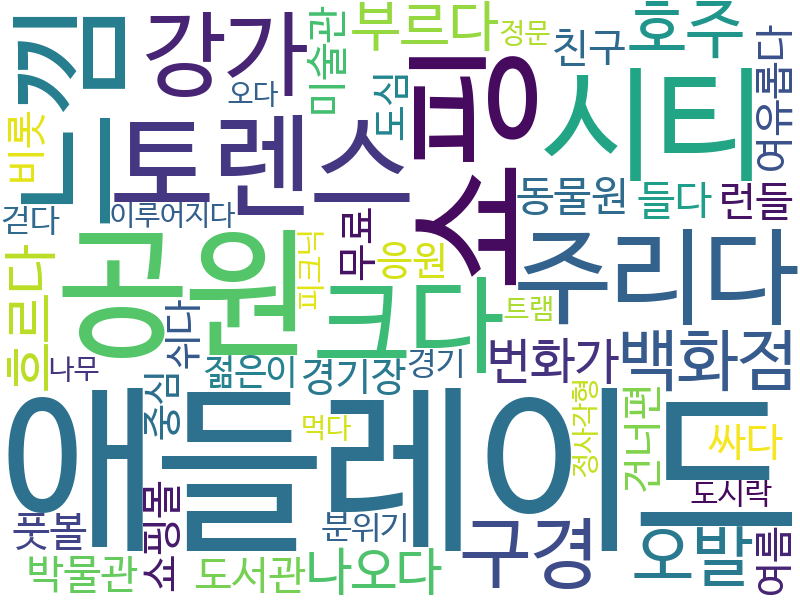 애들레이드
공원
쇼핑
시티
토렌스
느낌
크다
주리다
강가
백화점
구경
오발
번화가
나오다
호주
부르다
흐르다
미술관
정문
친구
여유롭다
오다
도심
비롯
걷다
이루어지다
동물원
들다
런들
무료
응원
피크닉
트램
쉬다
중심
나무
젊은이
경기장
경기
먹다
정사각형
건너편
싸다
도시락
여름
풋볼
쇼핑몰
분위기
박물관
도서관